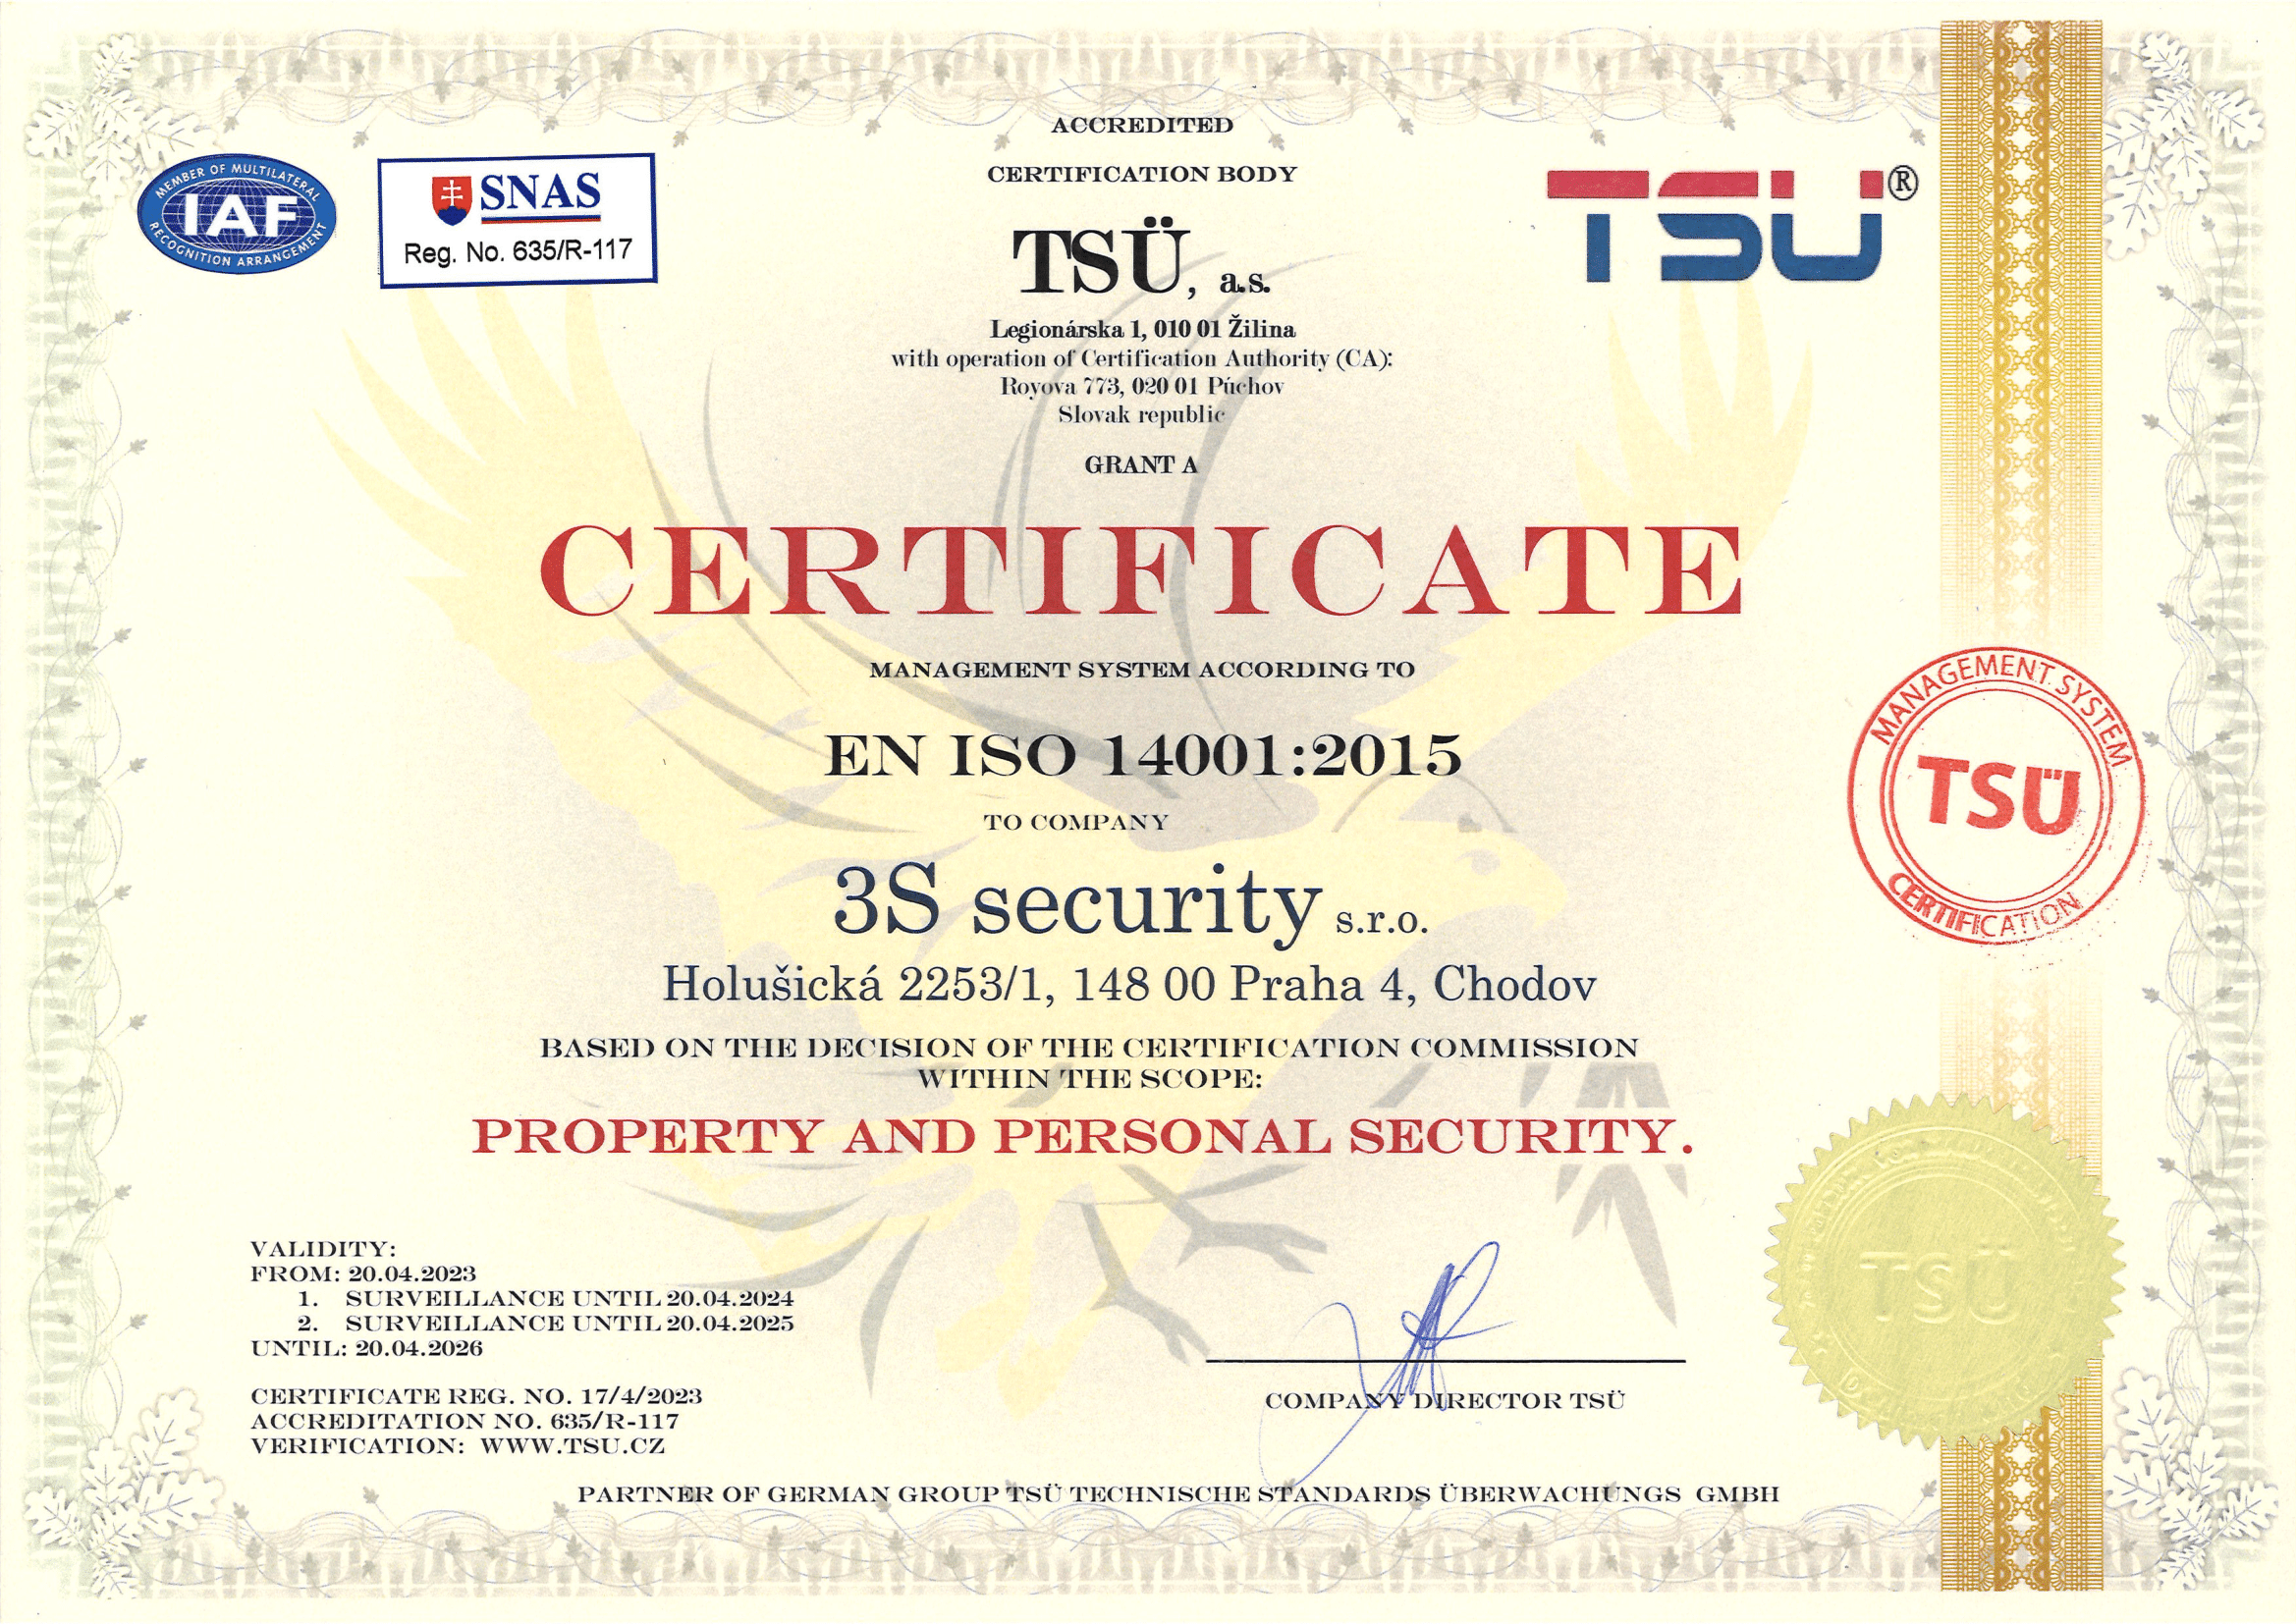 ACCREDITED
CERTIFICATION BODY
MEMBER OF MULTILATERAL
IAF
RECOGNITION ARRANGEMENT
SNAS
Reg. No. 635/R-117
TSÜ, a.s.
TSÜ®
Legionárska 1, 010 01 Žilina
with operation of Certification Authority (CA):
Royova 773, 020 01 Púchov
Slovak republic
GRANT A
CERTIFICATE
MANAGEMENT SYSTEM ACCORDING TO
EN ISO 14001:2015
TO COMPANY
3S security s.r.o.
Holušická 2253/1, 148 00 Praha 4, Chodov
MANAGEMENT SYSTEM
TSÜ
CERTIFICATION
BASED ON THE DECISION OF THE CERTIFICATION COMMISSION
WITHIN THE SCOPE:
PROPERTY AND PERSONAL SECURITY.
VALIDITY:
FROM: 20.04.2023
1. SURVEILLANCE UNTIL 20.04.2024
2. SURVEILLANCE UNTIL 20.04.2025
UNTIL: 20.04.2026
CERTIFICATE REG. NO. 17/4/2023
ACCREDITATION NO. 635/R-117
VERIFICATION: WWW.TSU.CZ
COMPANY DIRECTOR TSÜ
TSÜ
PARTNER OF GERMAN GROUP TSÜ TECHNISCHE STANDARDS ÜBERWACHUNGS GMBH